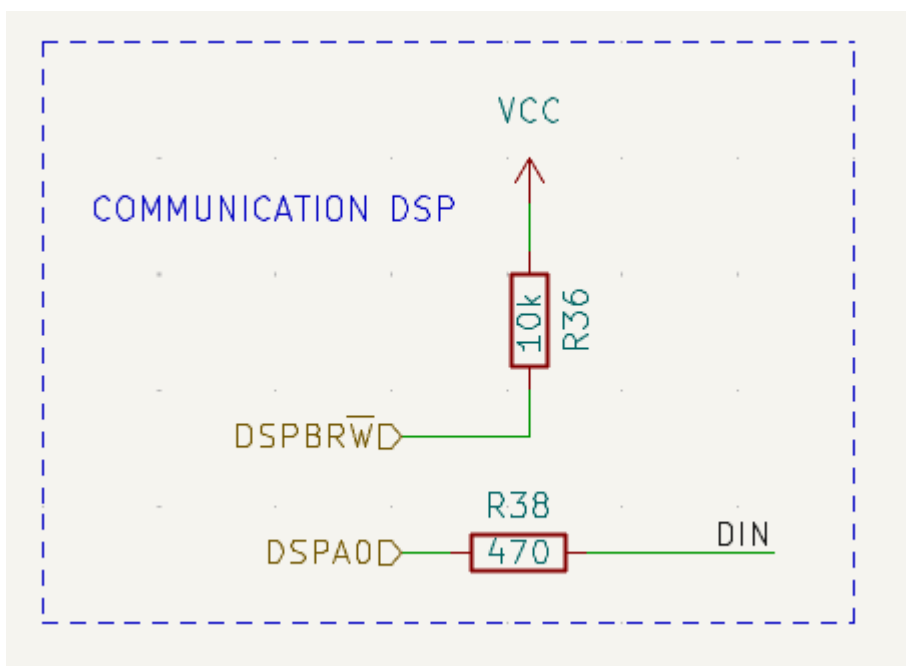 VCC
COMMUNICATION DSP
10k
R36
DSPBRW̅
R38
DSPA0
470
DIN